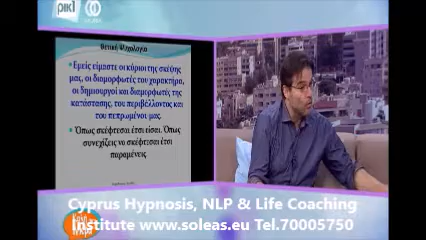 ρικ1
Θετική Ψυχολογία
• Εμείς είμαστε οι κύριοι της σκέψης
μας, οι διαμορφωτές του χαρακτήρα,
οι δημιουργοί και διαμορφωτές της
κατάστασης, του περιβάλλοντος και
του πεπρωμένου μας.
• Όπως σκέφτεσαι έτσι είσαι. Όπως
συνεχίζεις να σκέφτεσαι έτσι
παραμένεις
Cyprus Hypnosis, NLP & Life Coaching
Institute www.soleas.eu Tel.70005750